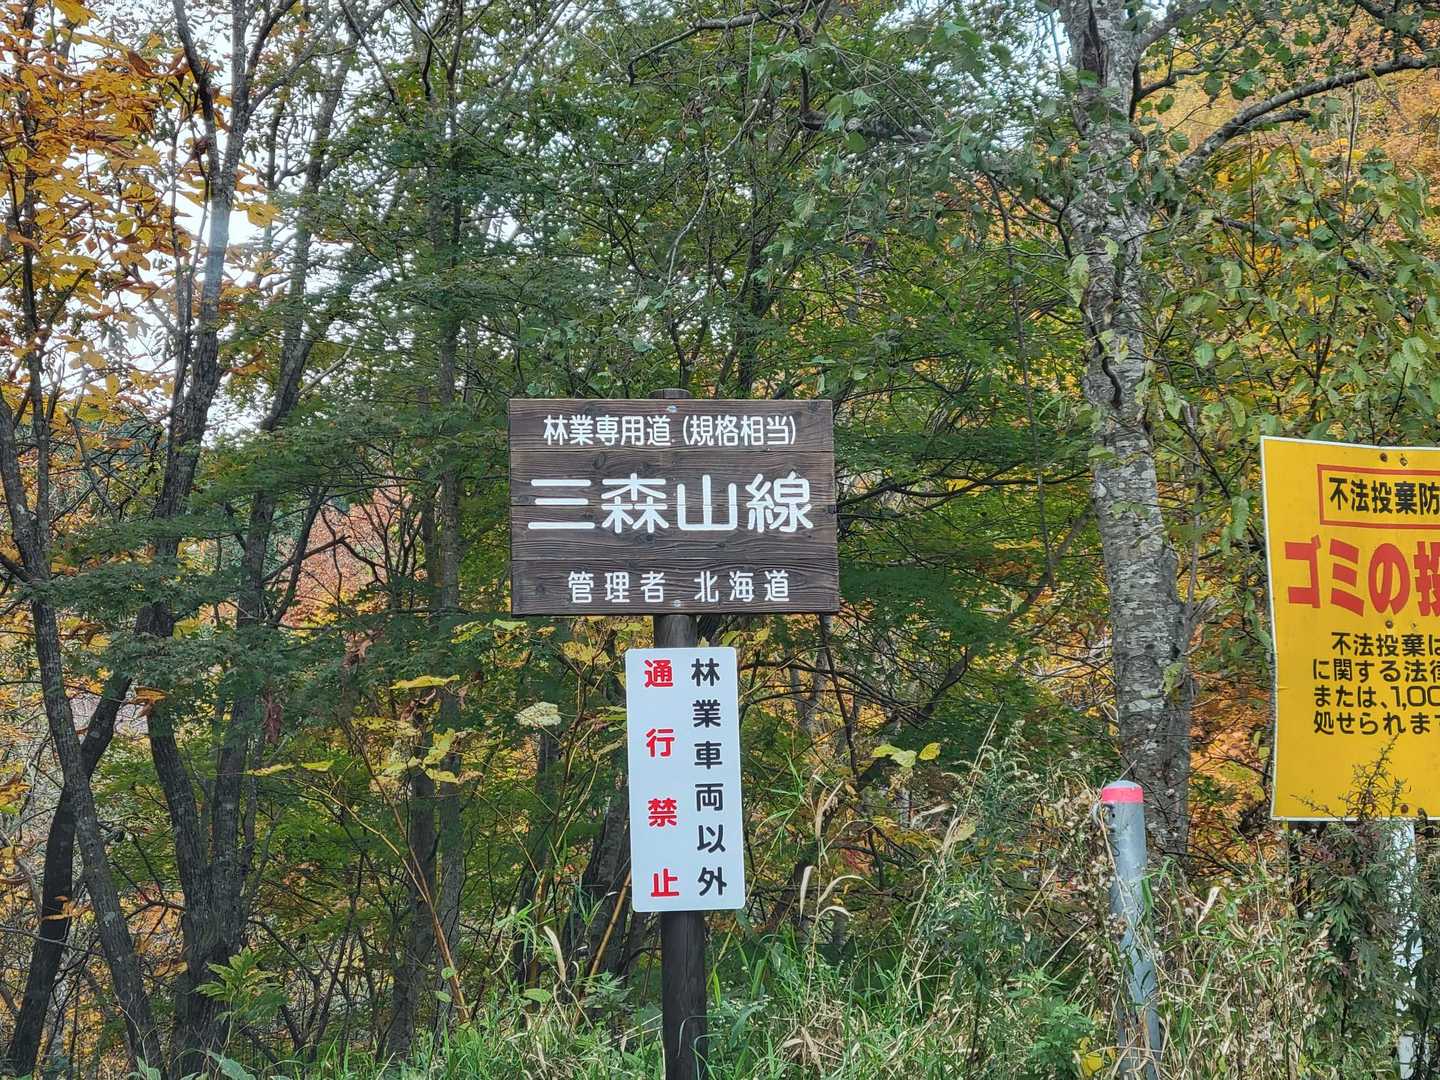 林業専用道 (規格相当)
三森山線
管理者 北海道
林業車両以外
通行禁止
不法投棄防
ゴミの投
不法投棄は
に関する法律
または、1,00
処せられます